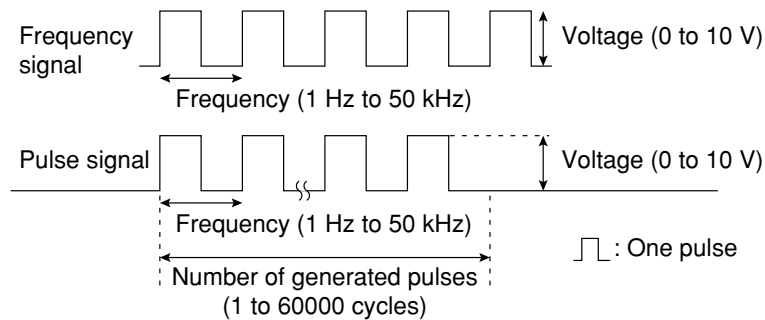 Frequency
signal
Voltage (0 to 10 V)
Frequency (1 Hz to 50 kHz)
Pulse signal
Voltage (0 to 10 V)
Frequency (1 Hz to 50 kHz)
: One pulse
Number of generated pulses
(1 to 60000 cycles)